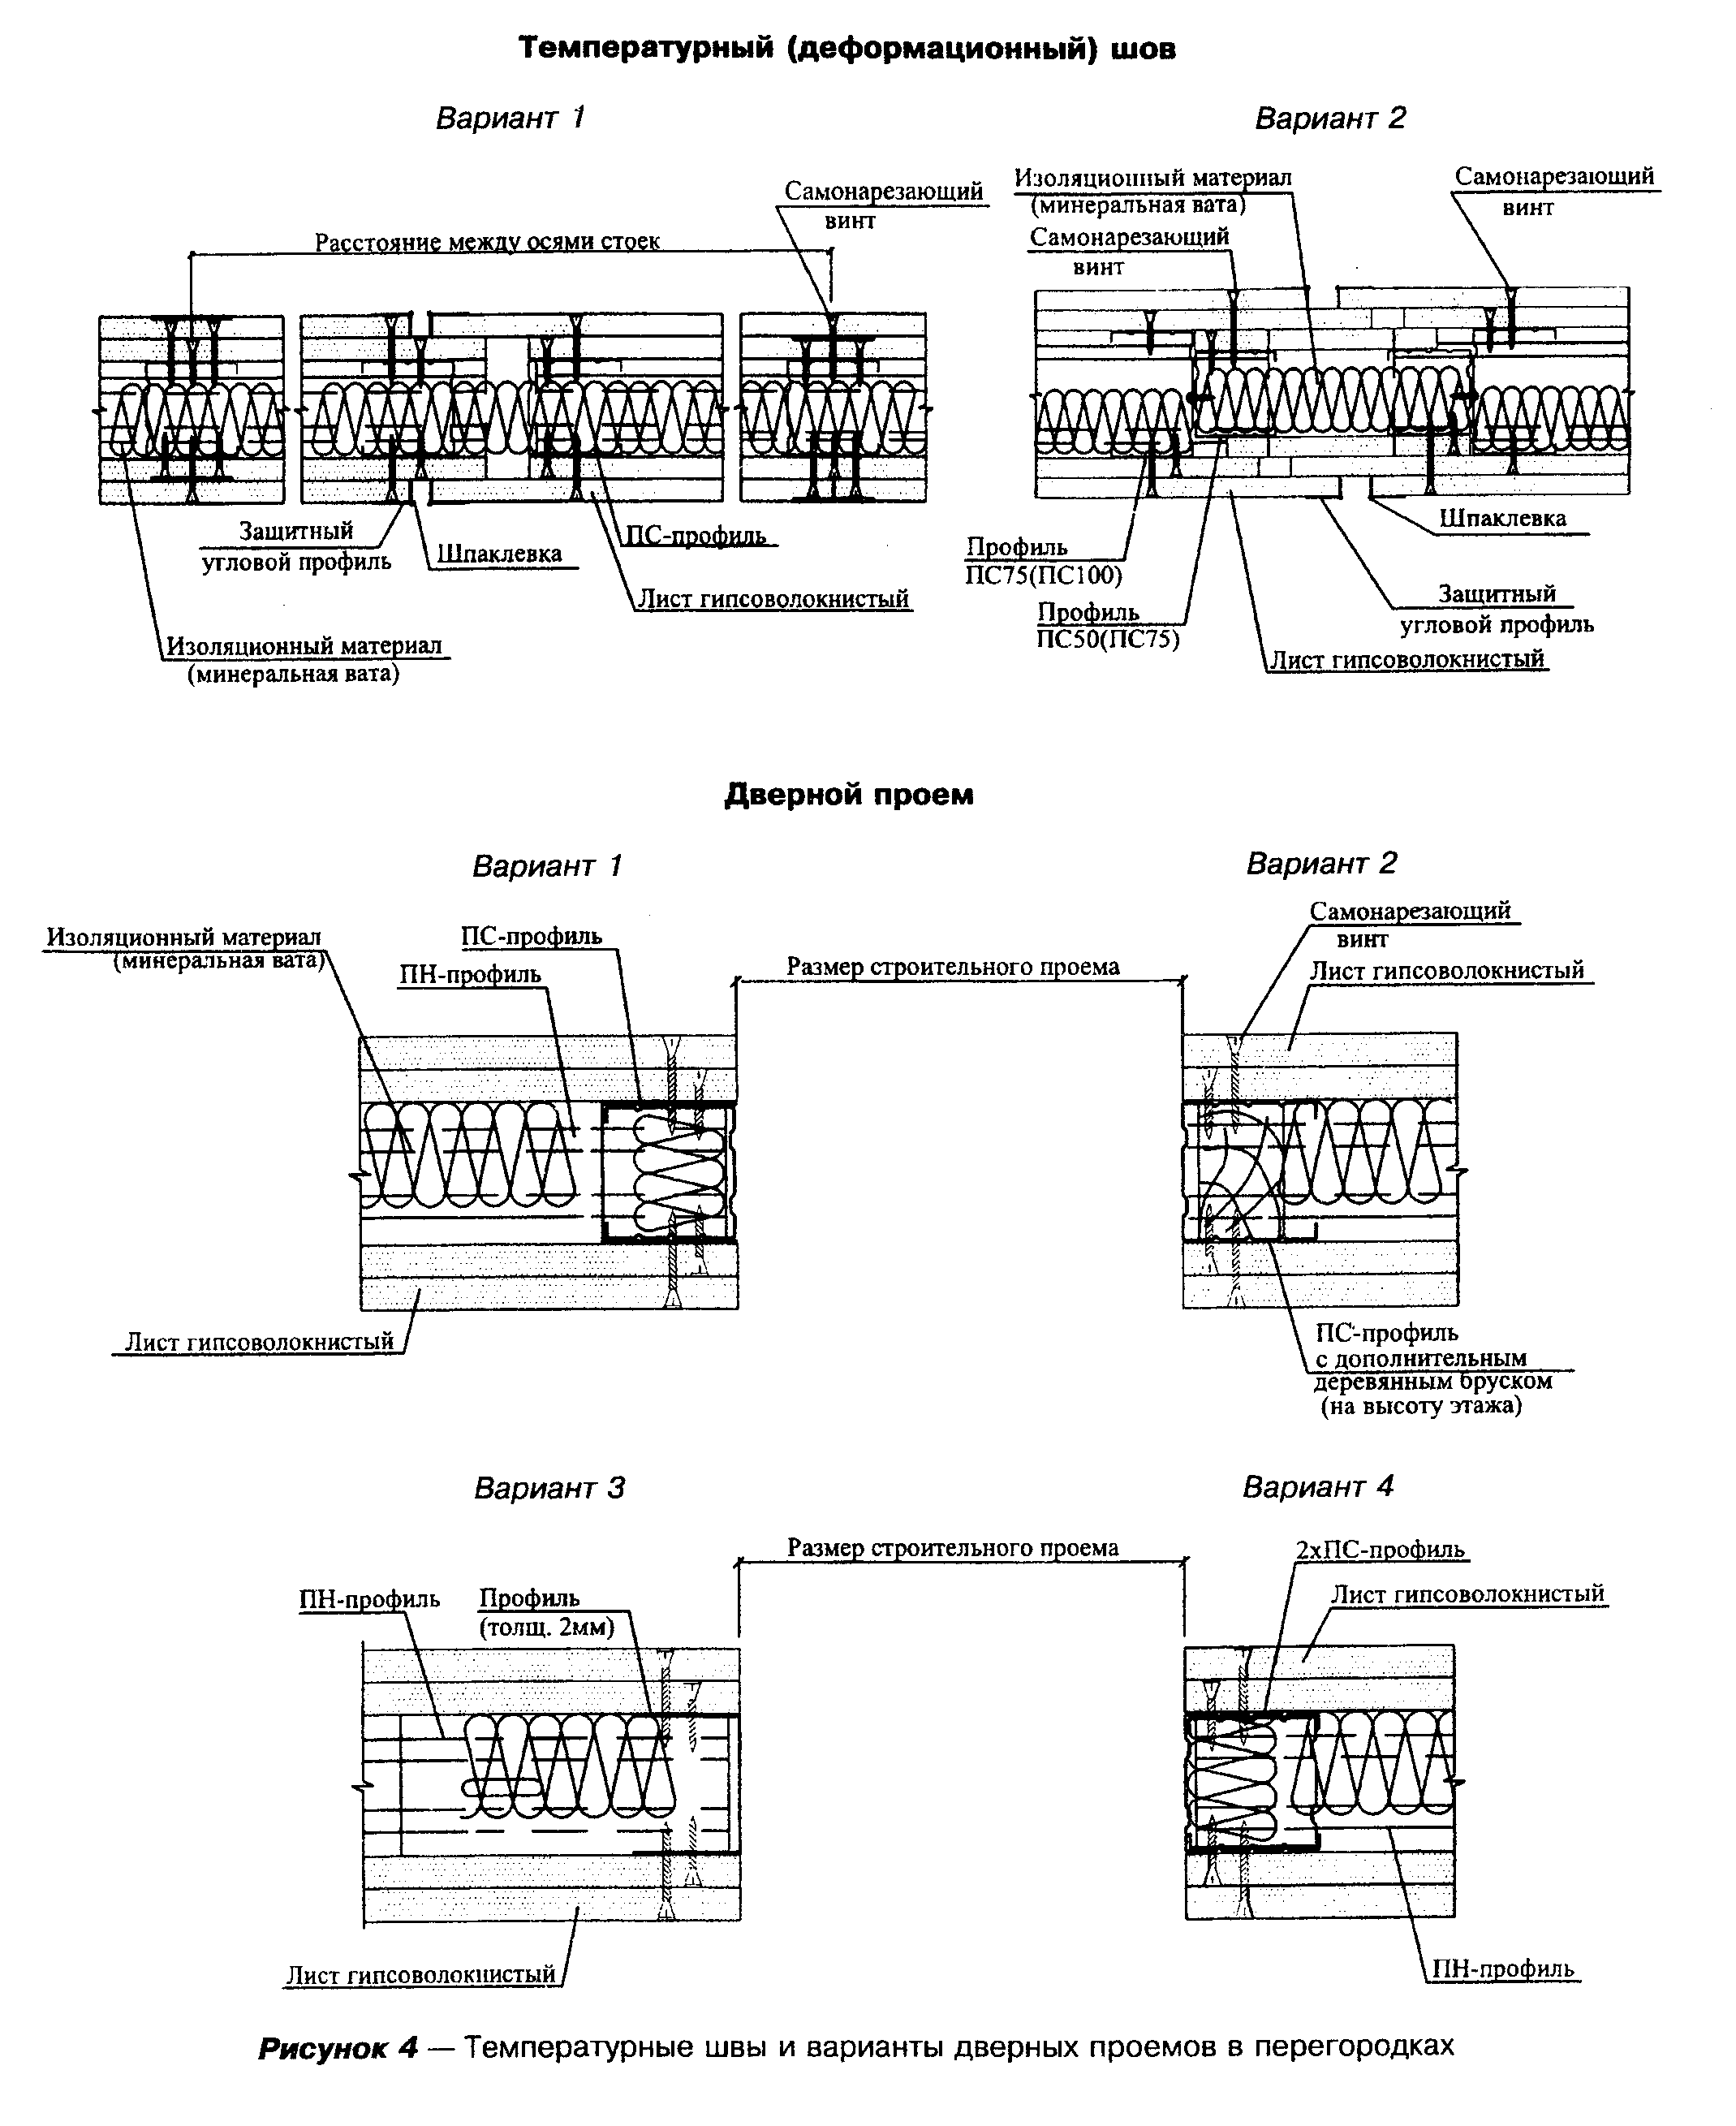 Температурный (деформационный) шов
Вариант 1
Вариант 2
Самонарезающий
винт
Расстояние между осями стоек
Защитный
угловой профиль
Шпаклевка
ПС-профиль
Лист гипсоволокнистый
Изоляционный материал
(минеральная вата)
Изоляционный материал
(минеральная вата)
Самонарезающий
винт
Самонарезающий
винт
Шпаклевка
Профиль
ПС75(ПС100)
Профиль
ПС50(ПС75)
Защитный
угловой профиль
Лист гипсоволокнистый
Дверной проем
Вариант 1
Вариант 2
Изоляционный материал
(минеральная вата)
ПС-профиль
ПН-профиль
Размер строительного проема
Самонарезающий
винт
Лист гипсоволокнистый
Лист гипсоволокнистый
ПС-профиль
с дополнительным
деревянным бруском
(на высоту этажа)
Вариант 3
Вариант 4
Размер строительного проема
ПН-профиль
Профиль
(толщ. 2мм)
2хПС-профиль
Лист гипсоволокнистый
Лист гипсоволокнистый
ПН-профиль
Рисунок 4 — Температурные швы и варианты дверных проемов в перегородках